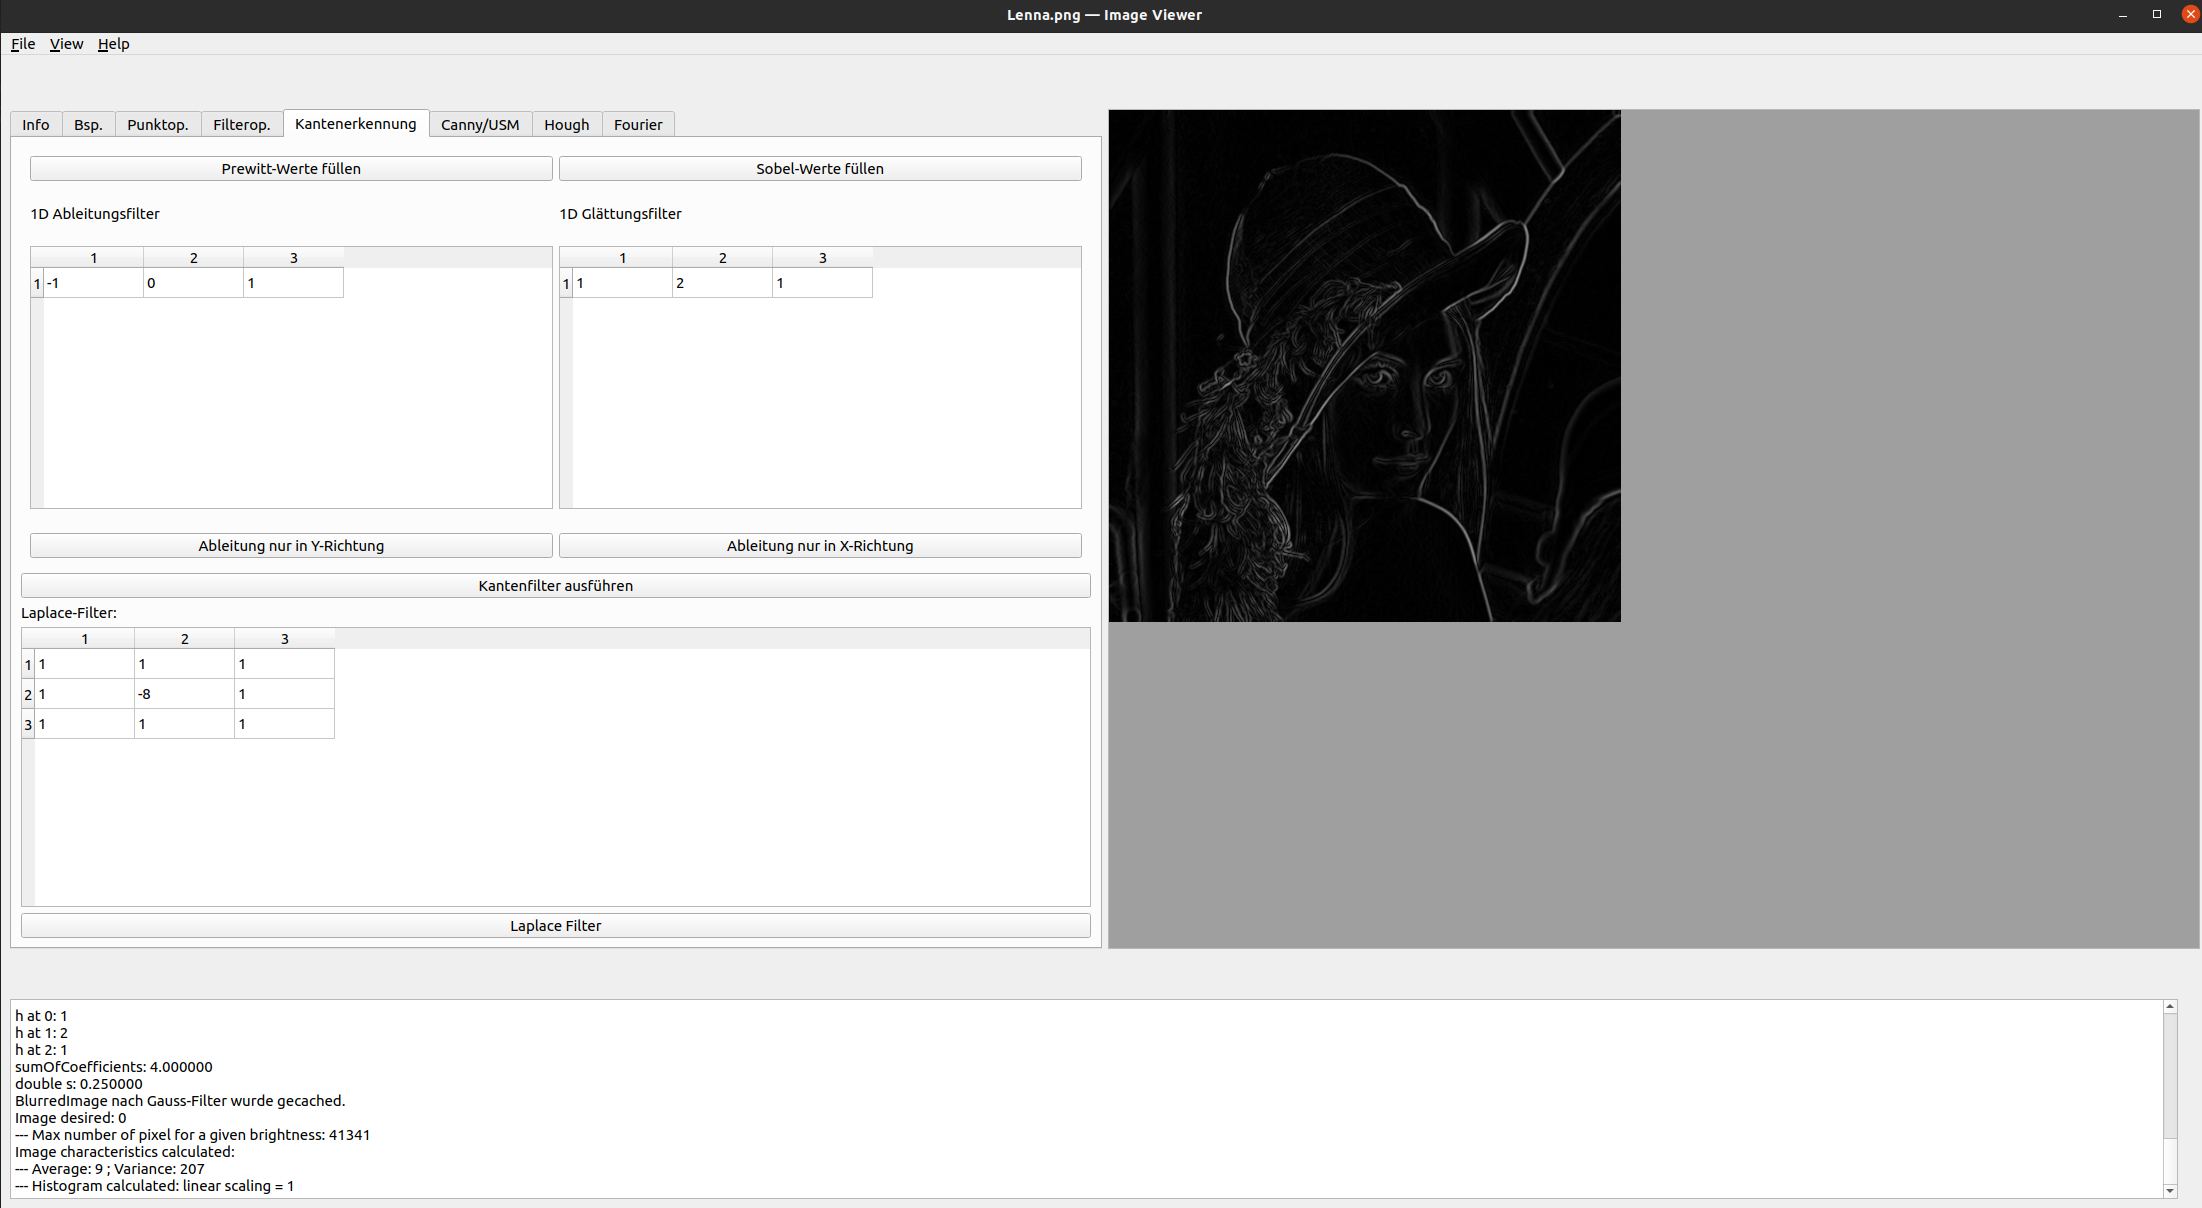 Lenna.png — Image Viewer
File View Help
Info Bsp. Punktop. Filterop. Kantenerkennung Canny/USM Hough Fourier
Prewitt-Werte füllen
Sobel-Werte füllen
1D Ableitungsfilter
1D Glättungsfilter
1 2 3
1 -1 0 1
1 2 3
1 1 2 1
Ableitung nur in Y-Richtung
Ableitung nur in X-Richtung
Kantenfilter ausführen
Laplace-Filter:
1 2 3
1 1 1 1
2 1 -8 1
3 1 1 1
Laplace Filter
h at 0: 1
h at 1: 2
h at 2: 1
sumOfCoefficients: 4.000000
double s: 0.250000
BlurredImage nach Gauss-Filter wurde gecached.
Image desired: 0
--- Max number of pixel for a given brightness: 41341
Image characteristics calculated:
--- Average: 9 ; Variance: 207
--- Histogram calculated: linear scaling = 1